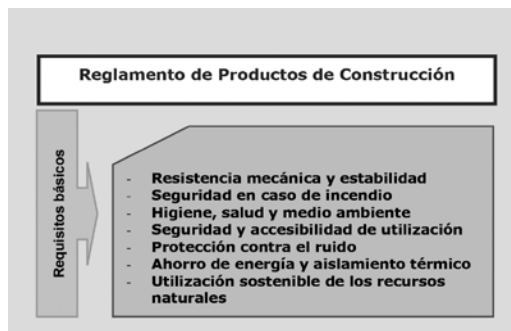 Reglamento de Productos de Construcción
Requisitos básicos
- Resistencia mecánica y estabilidad
- Seguridad en caso de incendio
- Higiene, salud y medio ambiente
- Seguridad y accesibilidad de utilización
- Protección contra el ruido
- Ahorro de energía y aislamiento térmico
- Utilización sostenible de los recursos
naturales